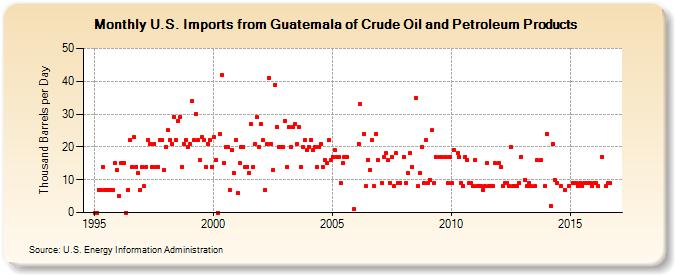 Monthly U.S. Imports from Guatemala of Crude Oil and Petroleum Products
Thousand Barrels per Day
50
40
30
20
10
0
1995 2000 2005 2010 2015
Source: U.S. Energy Information Administration